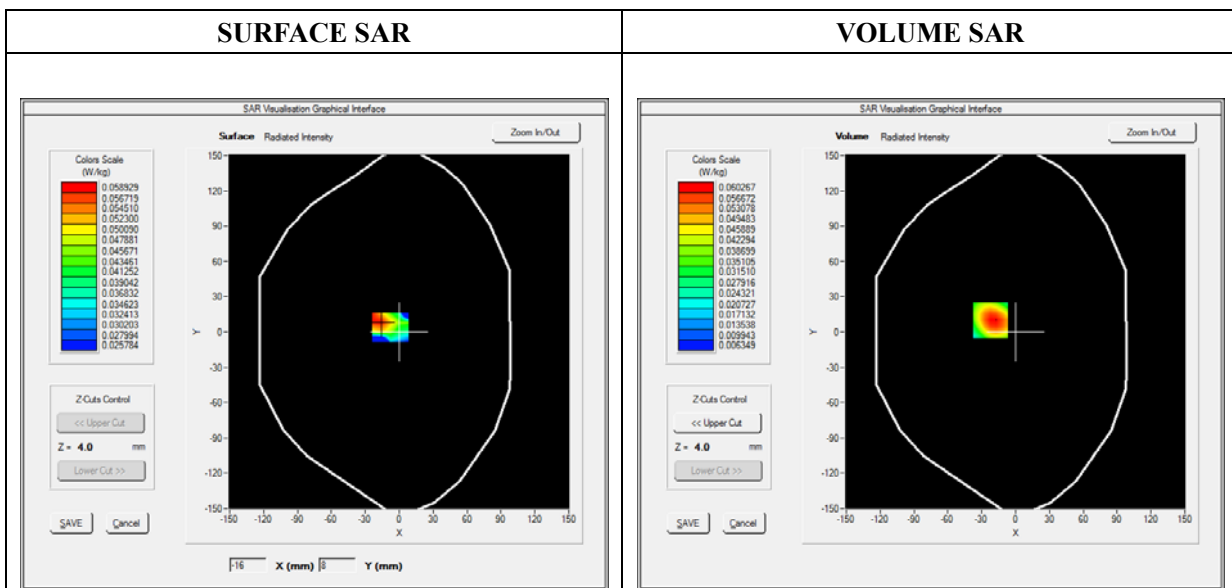 SURFACE SAR
VOLUME SAR
SAR Visualisation Graphical Interface
Surface Radiated Intensity
Zoom In/Out
Colors Scale
(W/kg)
0.058929
0.056719
0.054510
0.052300
0.050090
0.047881
0.045671
0.043461
0.041252
0.039042
0.036832
0.034623
0.032413
0.030203
0.027994
0.025784
Z-Cuts Control
<< Upper Cut
Z = 4.0 mm
Lower Cut >>
SAVE Cancel
150
120
90
60
30
0
-30
-60
-90
-120
-150
Y
-150 -120 -90 -60 -30 0 30 60 90 120 150
X
-16 X (mm) 8 Y (mm)
SAR Visualisation Graphical Interface
Volume Radiated Intensity
Zoom In/Out
Colors Scale
(W/kg)
0.060267
0.056672
0.053078
0.049483
0.045889
0.042294
0.038699
0.035105
0.031510
0.027916
0.024321
0.020727
0.017132
0.013538
0.009943
0.006349
Z-Cuts Control
<< Upper Cut
Z = 4.0 mm
Lower Cut >>
SAVE Cancel
150
120
90
60
30
0
-30
-60
-90
-120
-150
Y
-150 -120 -90 -60 -30 0 30 60 90 120 150
X